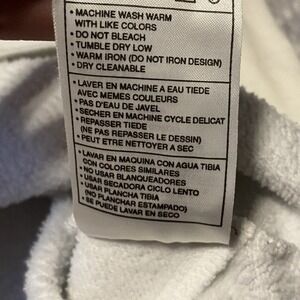 • MACHINE WASH WARM
WITH LIKE COLORS
• DO NOT BLEACH
• TUMBLE DRY LOW
• WARM IRON (DO NOT IRON DESIGN)
• DRY CLEANABLE
• LAVER EN MACHINE A EAU TIEDE
AVEC MEMES COULEURS
• PAS D'EAU DE JAVEL
• SECHER EN MACHINE CYCLE DELICAT
• REPASSER TIEDE
(NE PAS REPASSER LE DESSIN)
• PEUT ETRE NETTOYER A SEC
• LAVAR EN MAQUINA CON AGUA TIBIA
CON COLORES SIMILARES
• NO USAR BLANQUEADORES
• USAR SECADORA CICLO LENTO
• USAR PLANCHA TIBIA
(NO PLANCHAR ESTAMPADO)
• SE PUEDE LAVAR EN SECO